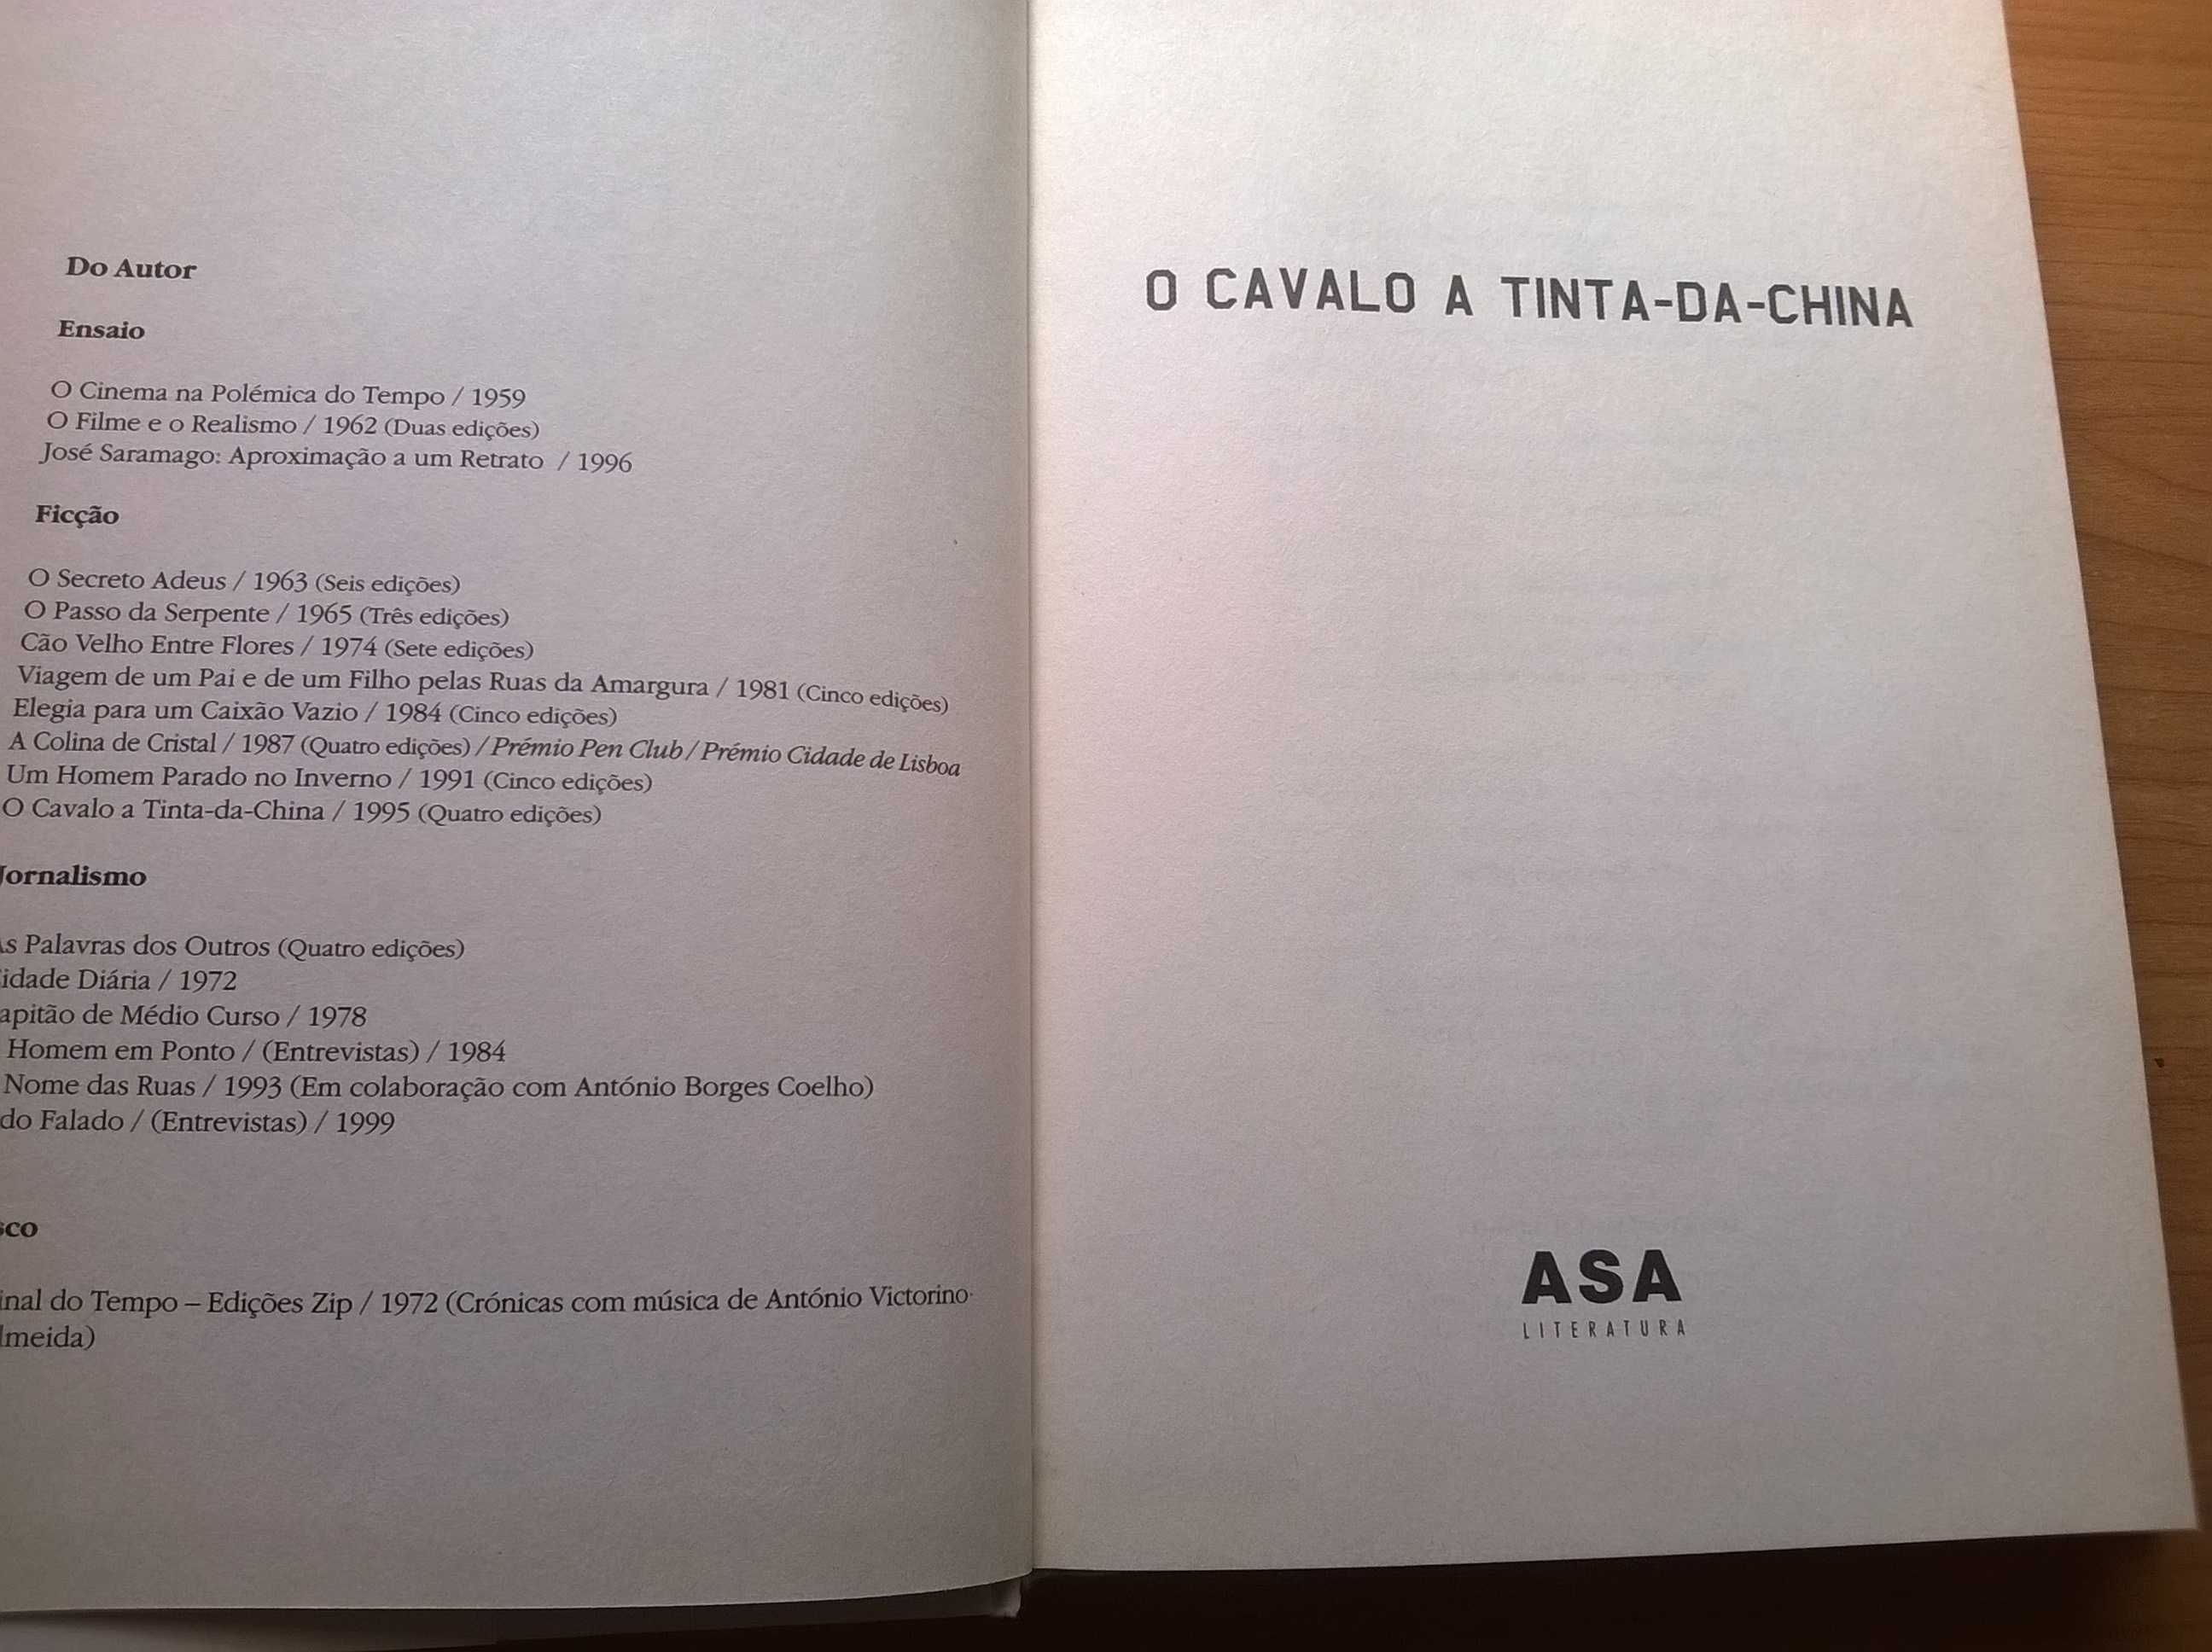 Do Autor
Ensaio
O Cinema na Polémica do Tempo / 1959
O Filme e o Realismo / 1962 (Duas edições)
José Saramago: Aproximação a um Retrato / 1996
Ficção
O Secreto Adeus / 1963 (Seis edições)
O Passo da Serpente / 1965 (Três edições)
Cão Velho Entre Flores / 1974 (Sete edições)
Viagem de um Pai e de um Filho pelas Ruas da Amargura / 1981 (Cinco edições)
Elegia para um Caixão Vazio / 1984 (Cinco edições)
A Colina de Cristal / 1987 (Quatro edições) / Prémio Pen Club / Prémio Cidade de Lisboa
Um Homem Parado no Inverno / 1991 (Cinco edições)
O Cavalo a Tinta-da-China / 1995 (Quatro edições)
Jornalismo
As Palavras dos Outros (Quatro edições)
idade Diária / 1972
apitão de Médio Curso / 1978
Homem em Ponto / (Entrevistas) / 1984
Nome das Ruas / 1993 (Em colaboração com António Borges Coelho)
do Falado / (Entrevistas) / 1999
sco
inal do Tempo – Edições Zip / 1972 (Crónicas com música de António Victorino
lmeida)
O CAVALO A TINTA-DA-CHINA
ASA
LITERATURA